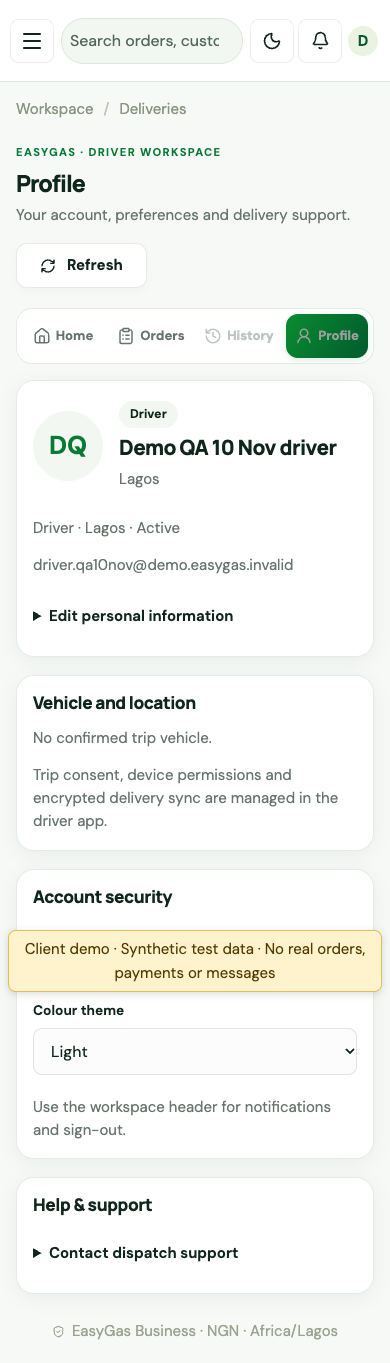 Search orders, custo
D
Workspace / Deliveries
EASYGAS · DRIVER WORKSPACE
Profile
Your account, preferences and delivery support.
Refresh
Home Orders History Profile
DQ
Driver
Demo QA 10 Nov driver
Lagos
Driver · Lagos · Active
driver.qa10nov@demo.easygas.invalid
Edit personal information
Vehicle and location
No confirmed trip vehicle.
Trip consent, device permissions and
encrypted delivery sync are managed in the
driver app.
Account security
Client demo · Synthetic test data · No real orders,
payments or messages
Colour theme
Light
Use the workspace header for notifications
and sign-out.
Help & support
Contact dispatch support
EasyGas Business · NGN · Africa/Lagos